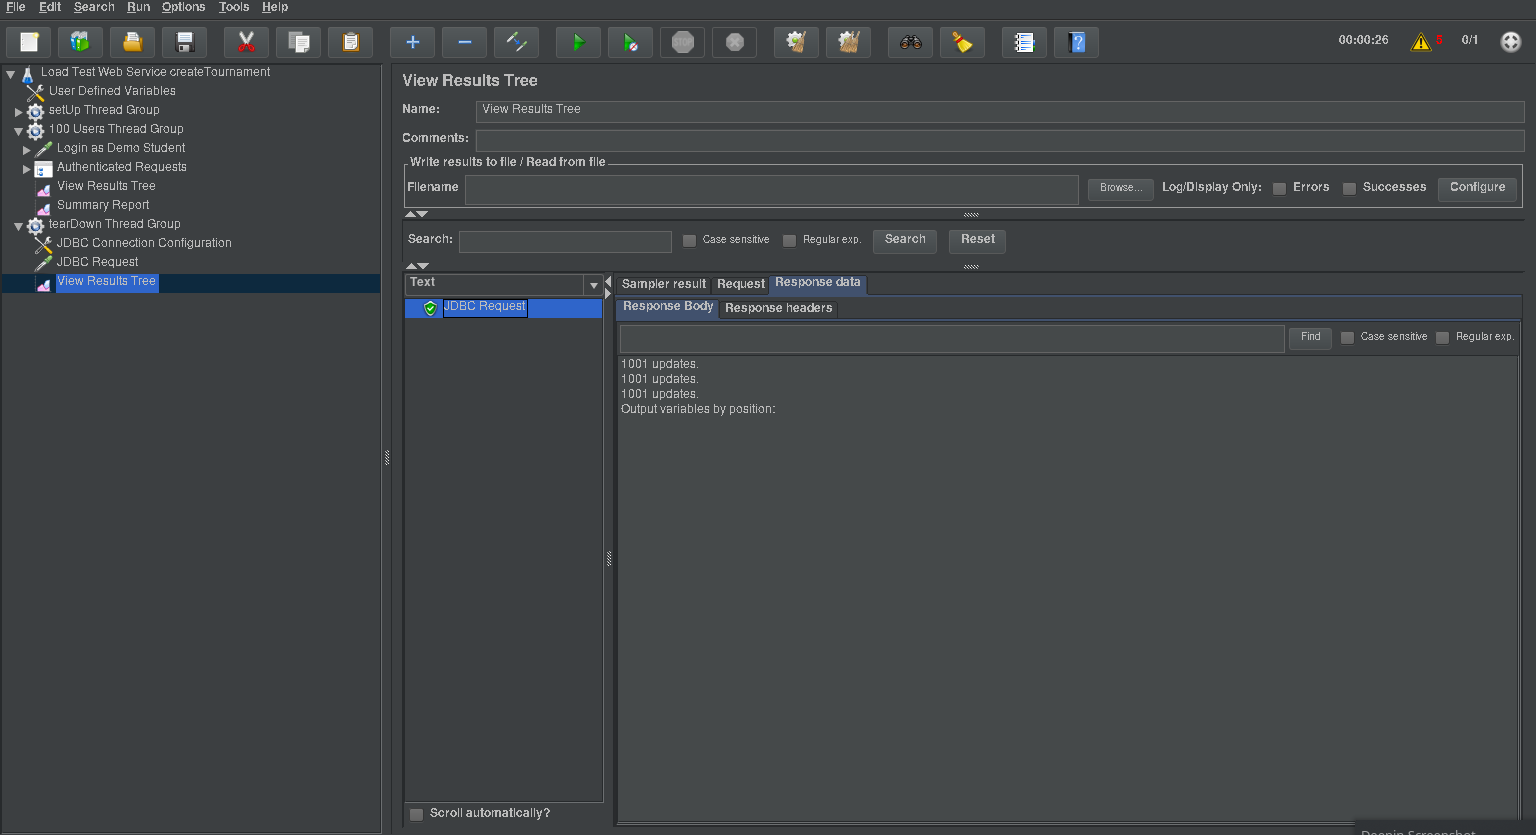 File Edit Search Run Options Tools Help
STOP
00:00:26
0/1
Load Test Web Service createTournament
User Defined Variables
setUp Thread Group
100 Users Thread Group
Login as Demo Student
Authenticated Requests
View Results Tree
Summary Report
tearDown Thread Group
JDBC Connection Configuration
JDBC Request
View Results Tree
View Results Tree
Name: View Results Tree
Comments:
Write results to file / Read from file
Filename Browse... Log/Display Only: Errors Successes Configure
Search: Case sensitive Regular exp. Search Reset
Text
JDBC Request
Scroll automatically?
Sampler result Request Response data
Response Body Response headers
Find Case sensitive Regular exp.
1001 updates.
1001 updates.
1001 updates.
Output variables by position:
Deepin Screenshot